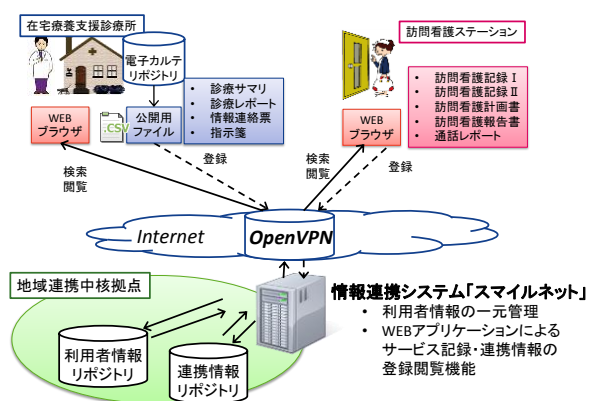 在宅療養支援診療所
電子カルテ
リポジトリ
WEB
ブラウザ
.CSV
公開用
ファイル
• 診療サマリ
• 診療レポート
• 情報連絡票
• 指示箋
検索
閲覧
登録
訪問看護ステーション
• 訪問看護記録Ⅰ
• 訪問看護記録Ⅱ
• 訪問看護計画書
• 訪問看護報告書
• 通話レポート
WEB
ブラウザ
検索
閲覧
登録
Internet
OpenVPN
地域連携中核拠点
利用者情報
リポジトリ
連携情報
リポジトリ
情報連携システム「スマイルネット」
• 利用者情報の一元管理
• WEBアプリケーションによる
サービス記録・連携情報の
登録閲覧機能